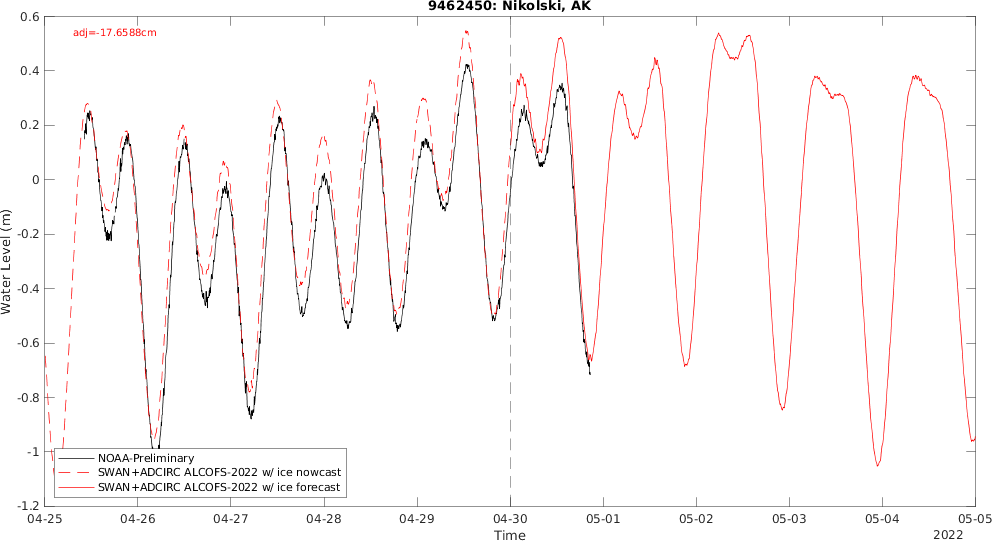 9462450: Nikolski, AK
adj=-17.6588cm
0.6
0.4
0.2
0
-0.2
-0.4
-0.6
-0.8
-1
-1.2
Water Level (m)
NOAA-Preliminary
SWAN+ADCIRC ALCOFS-2022 w/ ice nowcast
SWAN+ADCIRC ALCOFS-2022 w/ ice forecast
04-25 04-26 04-27 04-28 04-29 04-30 05-01 05-02 05-03 05-04 05-05
Time
2022